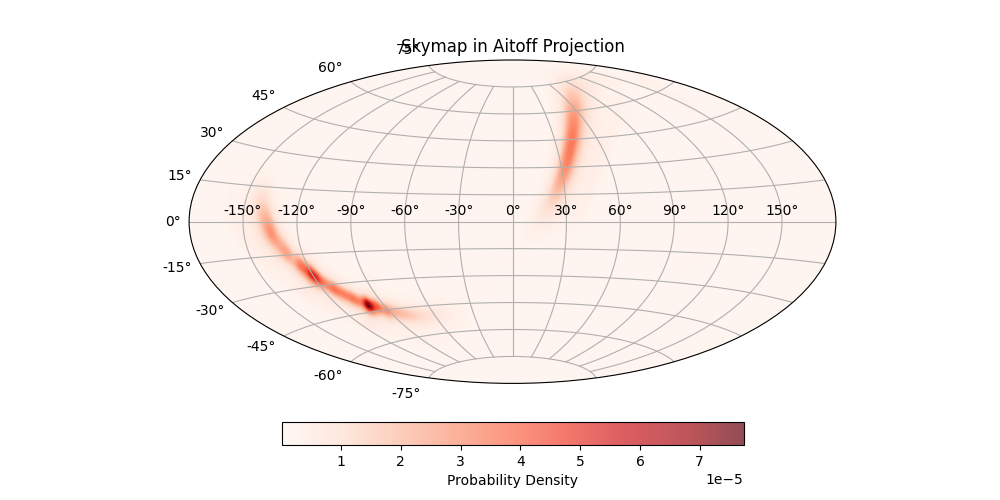 Skymap in Aitoff Projection
75°
60°
45°
30°
15°
-150° -120° -90° -60° -30° 0° 30° 60° 90° 120° 150°
0°
-15°
-30°
-45°
-60°
-75°
1 2 3 4 5 6 7
1e−5
Probability Density